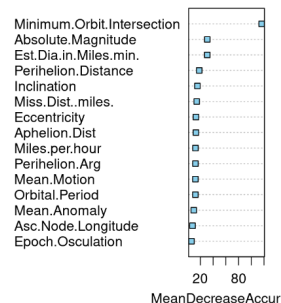 Minimum.Orbit.Intersection
Absolute.Magnitude
Est.Dia.in.Miles.min.
Perihelion.Distance
Inclination
Miss.Dist..miles.
Eccentricity
Aphelion.Dist
Miles.per.hour
Perihelion.Arg
Mean.Motion
Orbital.Period
Mean.Anomaly
Asc.Node.Longitude
Epoch.Osculation
20 80
MeanDecreaseAccur